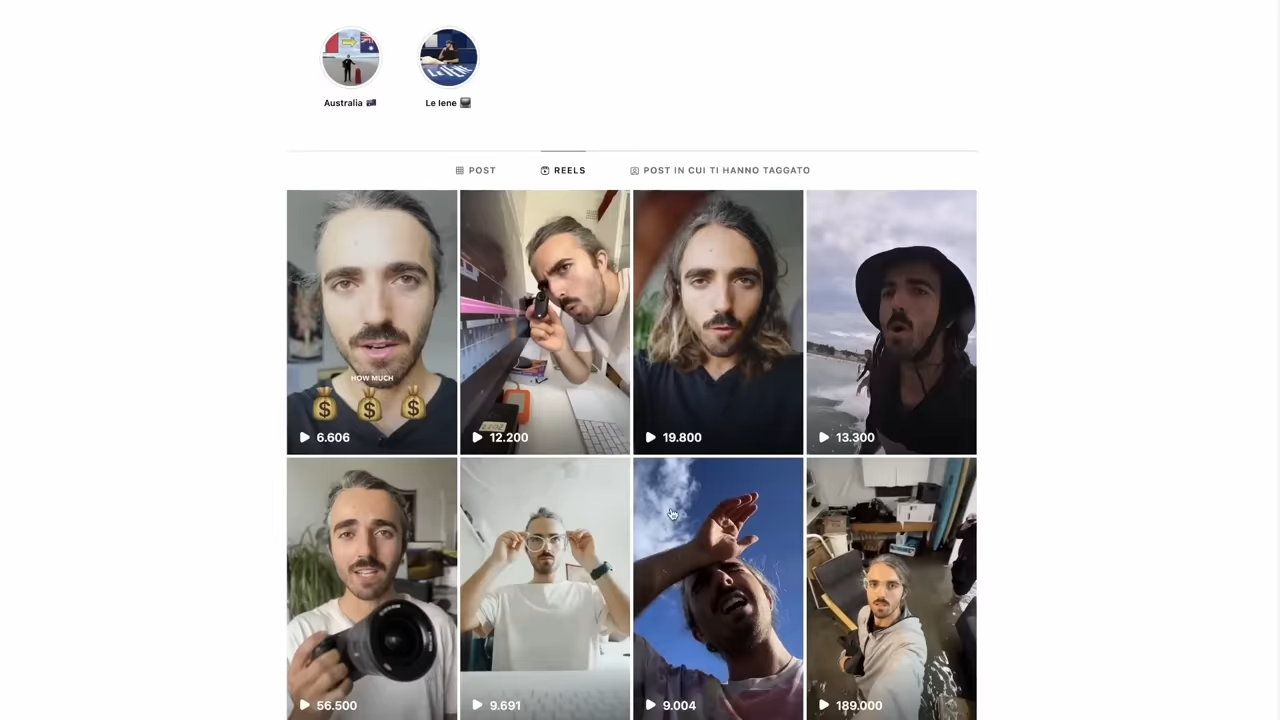 Australia 🇦🇺
Le Iene
POST
REELS
POST IN CUI TI HANNO TAGGATO
HOW MUCH
6.606
12.200
19.800
13.300
56.500
9.691
9.004
189.000